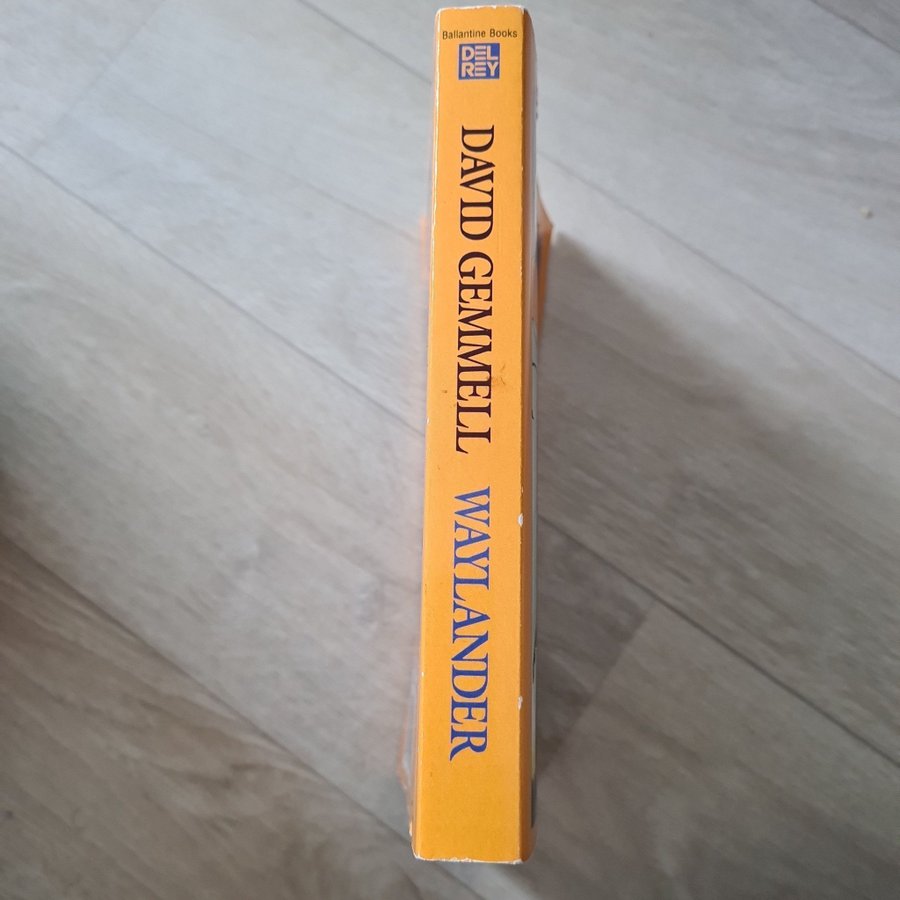 Ballantine Books
DEL
REY
DAVID GEMMELL WAYLANDER